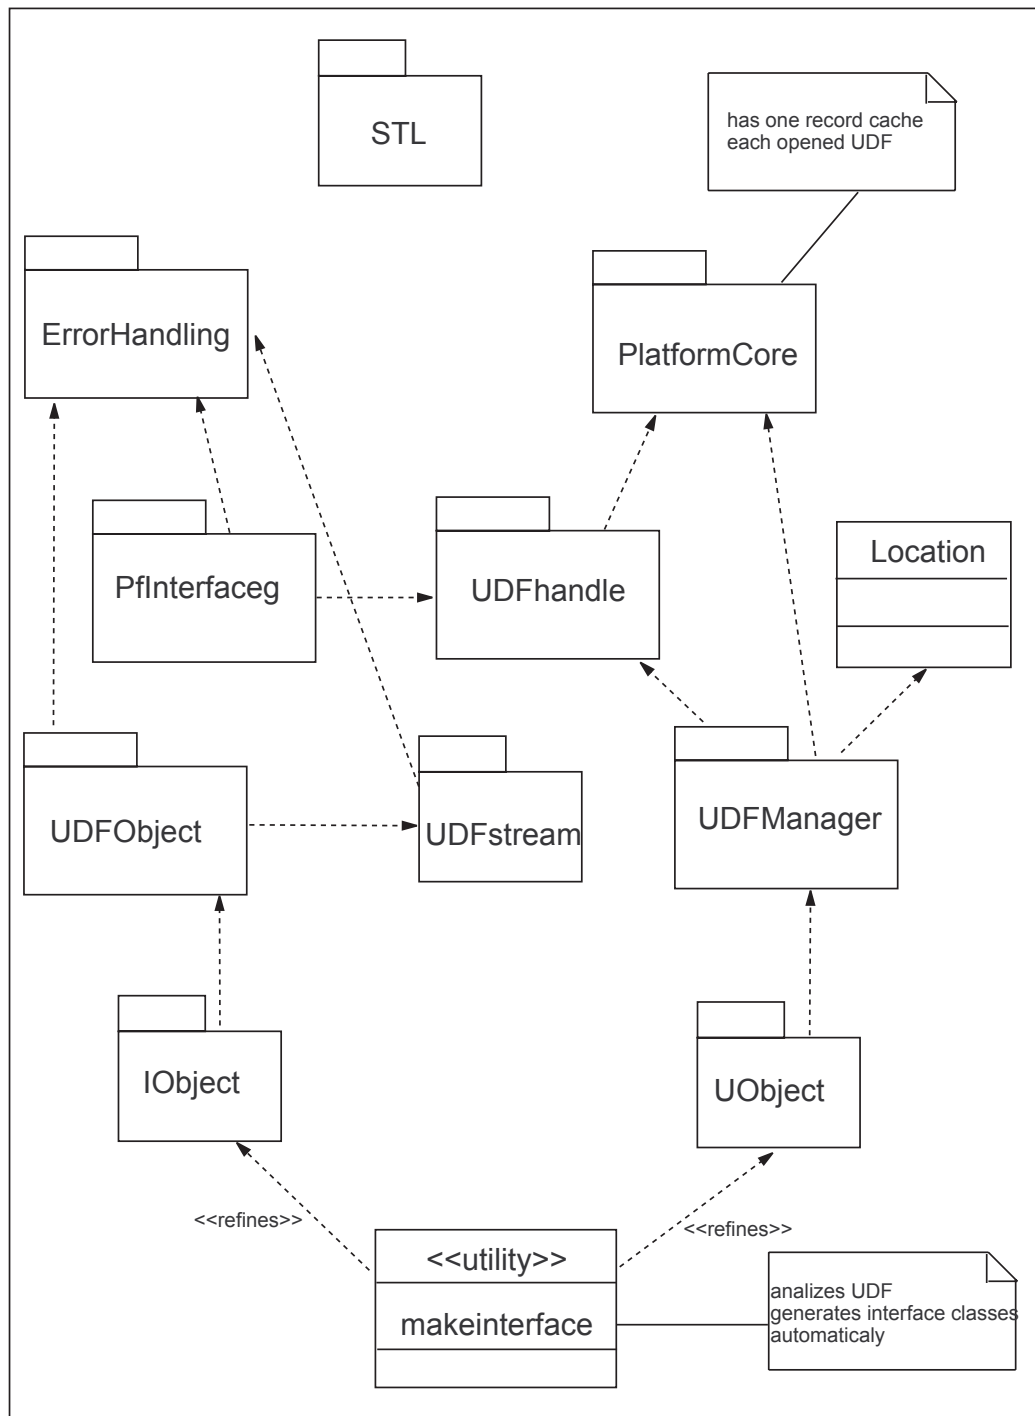 STL
has one record cache
each opened UDF
ErrorHandling
PlatformCore
Location
PfInterfaceg
UDFhandle
UDFObject
UDFstream
UDFManager
IObject
UObject
<<refines>>
<<refines>>
<<utility>>
makeinterface
analizes UDF
generates interface classes
automaticaly